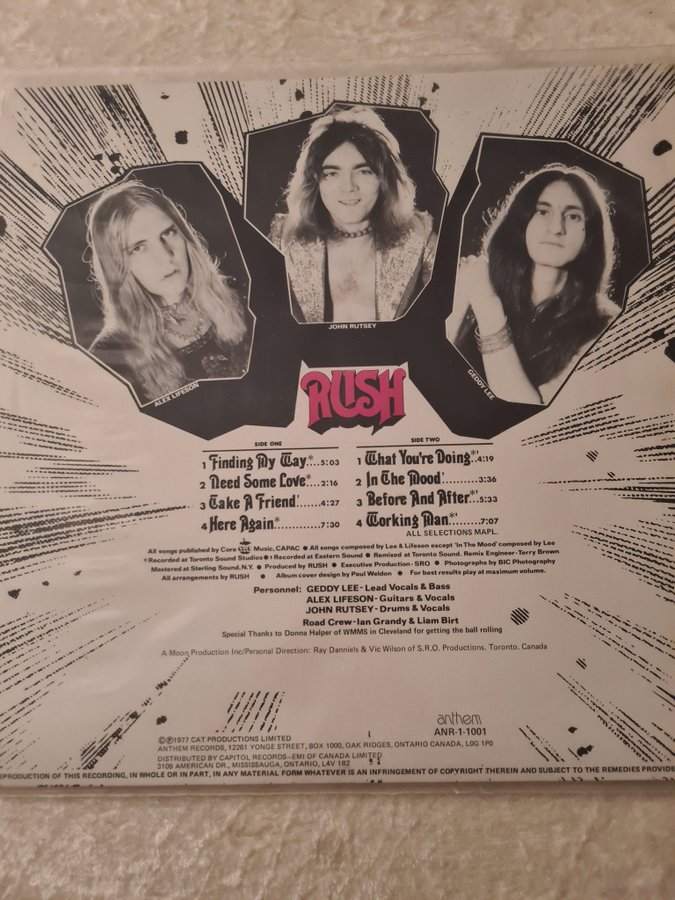 JOHN RUTSEY
ALEX LIFESON
GEDDY LEE
RUSH
SIDE ONE
1 Finding My Way*....5:03
2 Need Some Love*...2:16
3 Take A Friend'........4:27
4 Here Again*..........7:30
SIDE TWO
1 What You're Doing*'.4:19
2 In The Mood'..........3:36
3 Before And After*'..5:33
4 Working Man*'........7:07
ALL SELECTIONS MAPL.
All songs published by Core Music, CAPAC ● All songs composed by Lee & Lifeson except 'In The Mood' composed by Lee
*Recorded at Toronto Sound Studios ● ' Recorded at Eastern Sound ● Remixed at Toronto Sound. Remix Engineer-Terry Brown
Mastered at Sterling Sound, N.Y. ● Produced by RUSH ● Executive Production-SRO ● Photographs by BIC Photography
All arrangements by RUSH ● Album cover design by Paul Weldon ● For best results play at maximum volume.
Personnel: GEDDY LEE-Lead Vocals & Bass
ALEX LIFESON-Guitars & Vocals
JOHN RUTSEY-Drums & Vocals
Road Crew-Ian Grandy & Liam Birt
Special Thanks to Donna Halper of WMMS in Cleveland for getting the ball rolling
A Moon Production Inc/Personal Direction: Ray Danniels & Vic Wilson of S.R.O. Productions, Toronto, Canada
anthem
ANR-1-1001
©℗1977 CAT PRODUCTIONS LIMITED
ANTHEM RECORDS, 12261 YONGE STREET, BOX 1000, OAK RIDGES, ONTARIO CANADA, L0G 1P0
DISTRIBUTED BY CAPITOL RECORDS-EMI OF CANADA LIMITED
3109 AMERICAN DR., MISSISSAUGA, ONTARIO, L4V 1B2
REPRODUCTION OF THIS RECORDING, IN WHOLE OR IN PART, IN ANY MATERIAL FORM WHATEVER IS AN INFRINGEMENT OF COPYRIGHT THEREIN AND SUBJECT TO THE REMEDIES PROVIDE